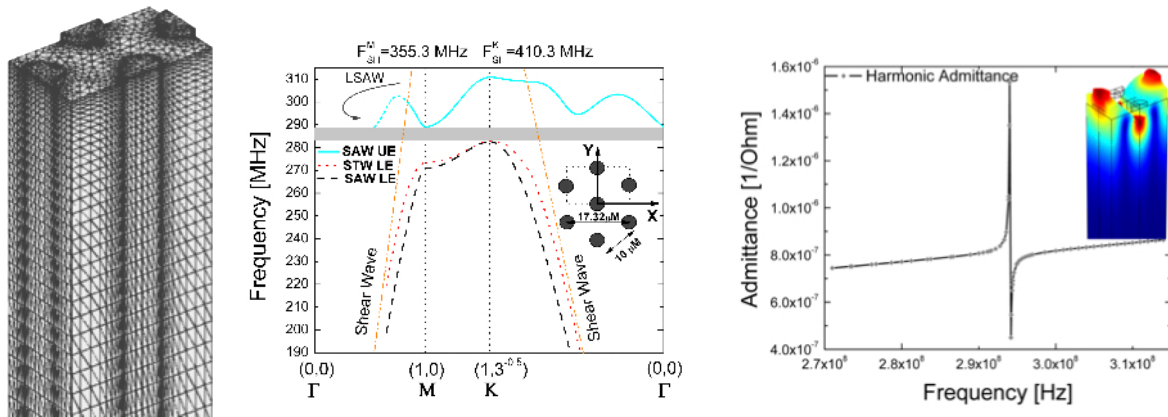 F_SH^M=355.3 MHz F_SH^K=410.3 MHz
Frequency [MHz]
310
300
290
280
270
260
250
240
230
220
210
200
190
LSAW
SAW UE
STW LE
SAW LE
Shear Wave
Shear Wave
Y
X
17.32μM
10 μM
(0.0) (1,0) (1,3^-0.5) (0,0)
Γ M K Γ
Admittance [1/Ohm]
1.6x10^-6
1.4x10^-6
1.2x10^-6
1.0x10^-6
8.0x10^-7
6.0x10^-7
4.0x10^-7
Harmonic Admittance
2.7x10^8 2.8x10^8 2.9x10^8 3.0x10^8 3.1x10^8
Frequency [Hz]